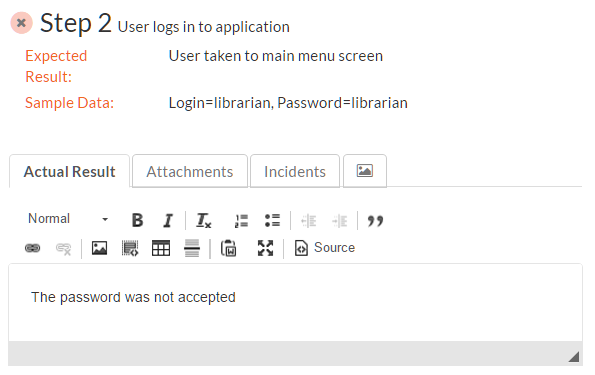 Step 2 User logs in to application
Expected Result: User taken to main menu screen
Sample Data: Login=librarian, Password=librarian
Actual Result Attachments Incidents
Normal B I Tx
Source
The password was not accepted